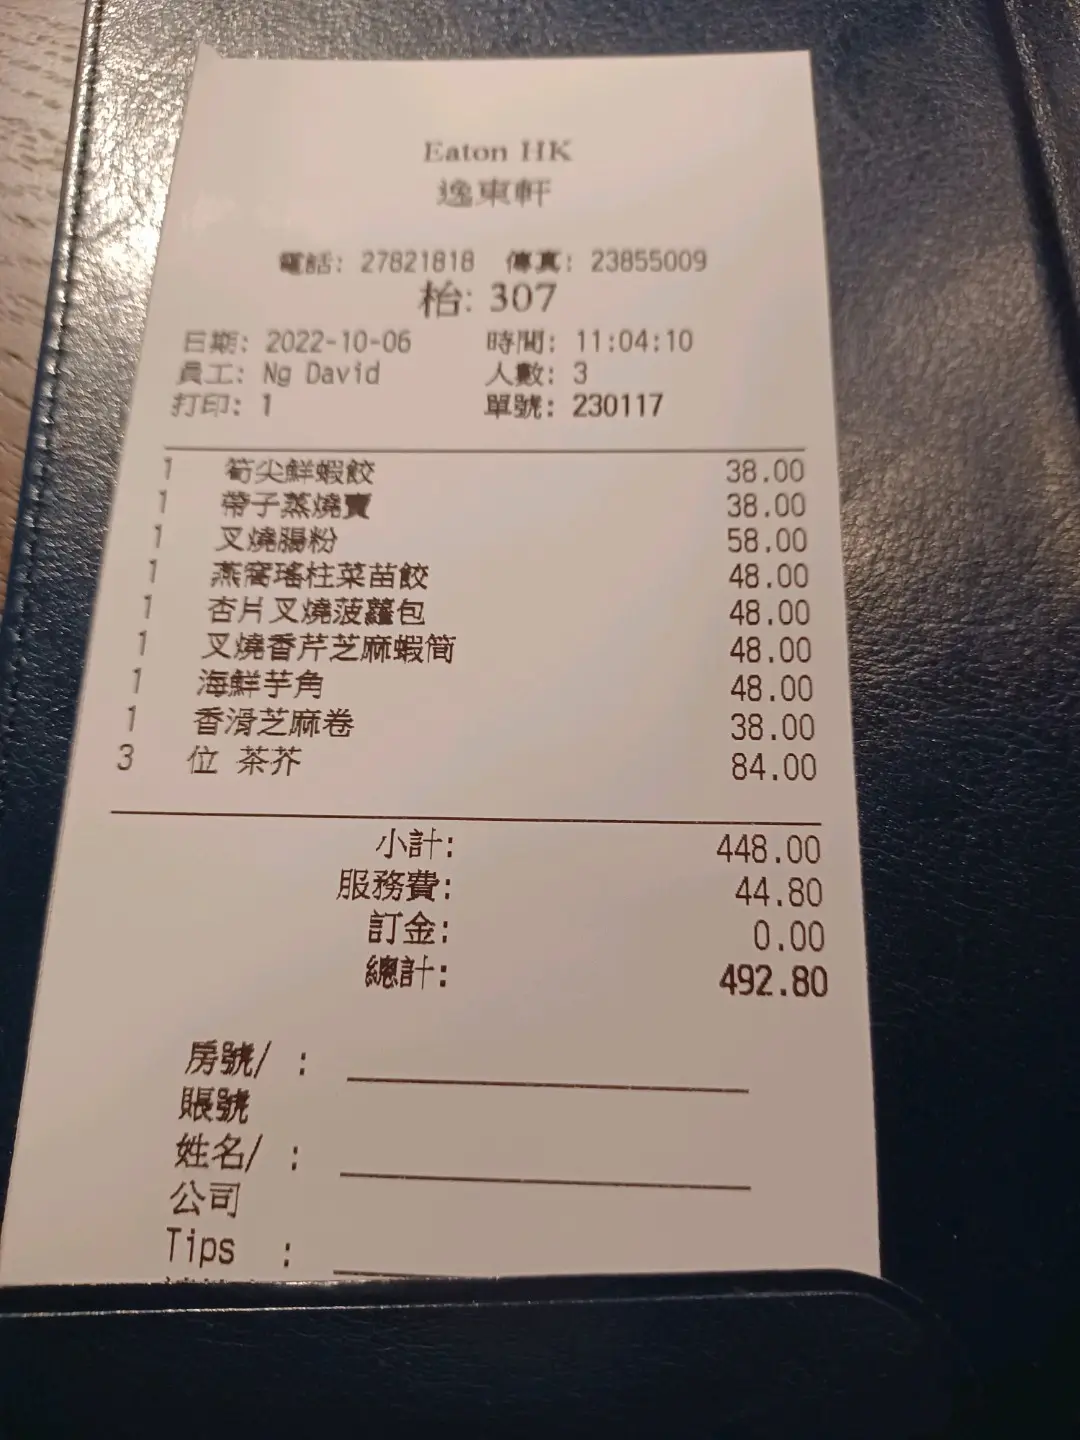 Eaton HK
逸東軒
電話: 27821818 傳真: 23855009
枱: 307
日期: 2022-10-06 時間: 11:04:10
員工: Ng David 人數: 3
打印: 1 單號: 230117
1 筍尖鮮蝦餃 38.00
1 帶子蒸燒賣 38.00
1 叉燒腸粉 58.00
1 燕窩瑤柱菜苗餃 48.00
1 杏片叉燒菠蘿包 48.00
1 叉燒香芹芝麻蝦筒 48.00
1 海鮮芋角 48.00
1 香滑芝麻卷 38.00
3 位 茶芥 84.00
小計: 448.00
服務費: 44.80
訂金: 0.00
總計: 492.80
房號/ :
賬號
姓名/ :
公司
Tips :